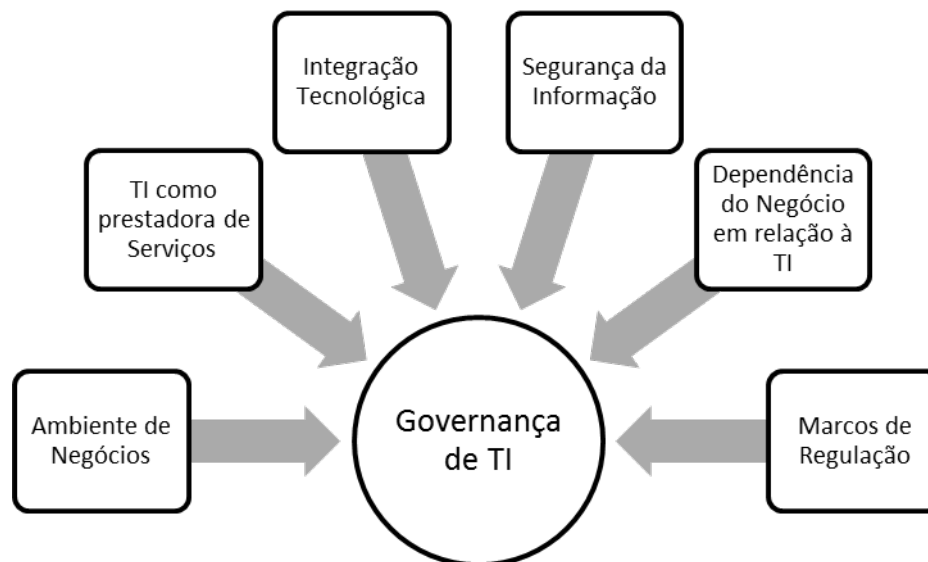 Integração
Tecnológica
Segurança da
Informação
TI como
prestadora de
Serviços
Dependência
do Negócio
em relação à
TI
Ambiente de
Negócios
Governança
de TI
Marcos de
Regulação